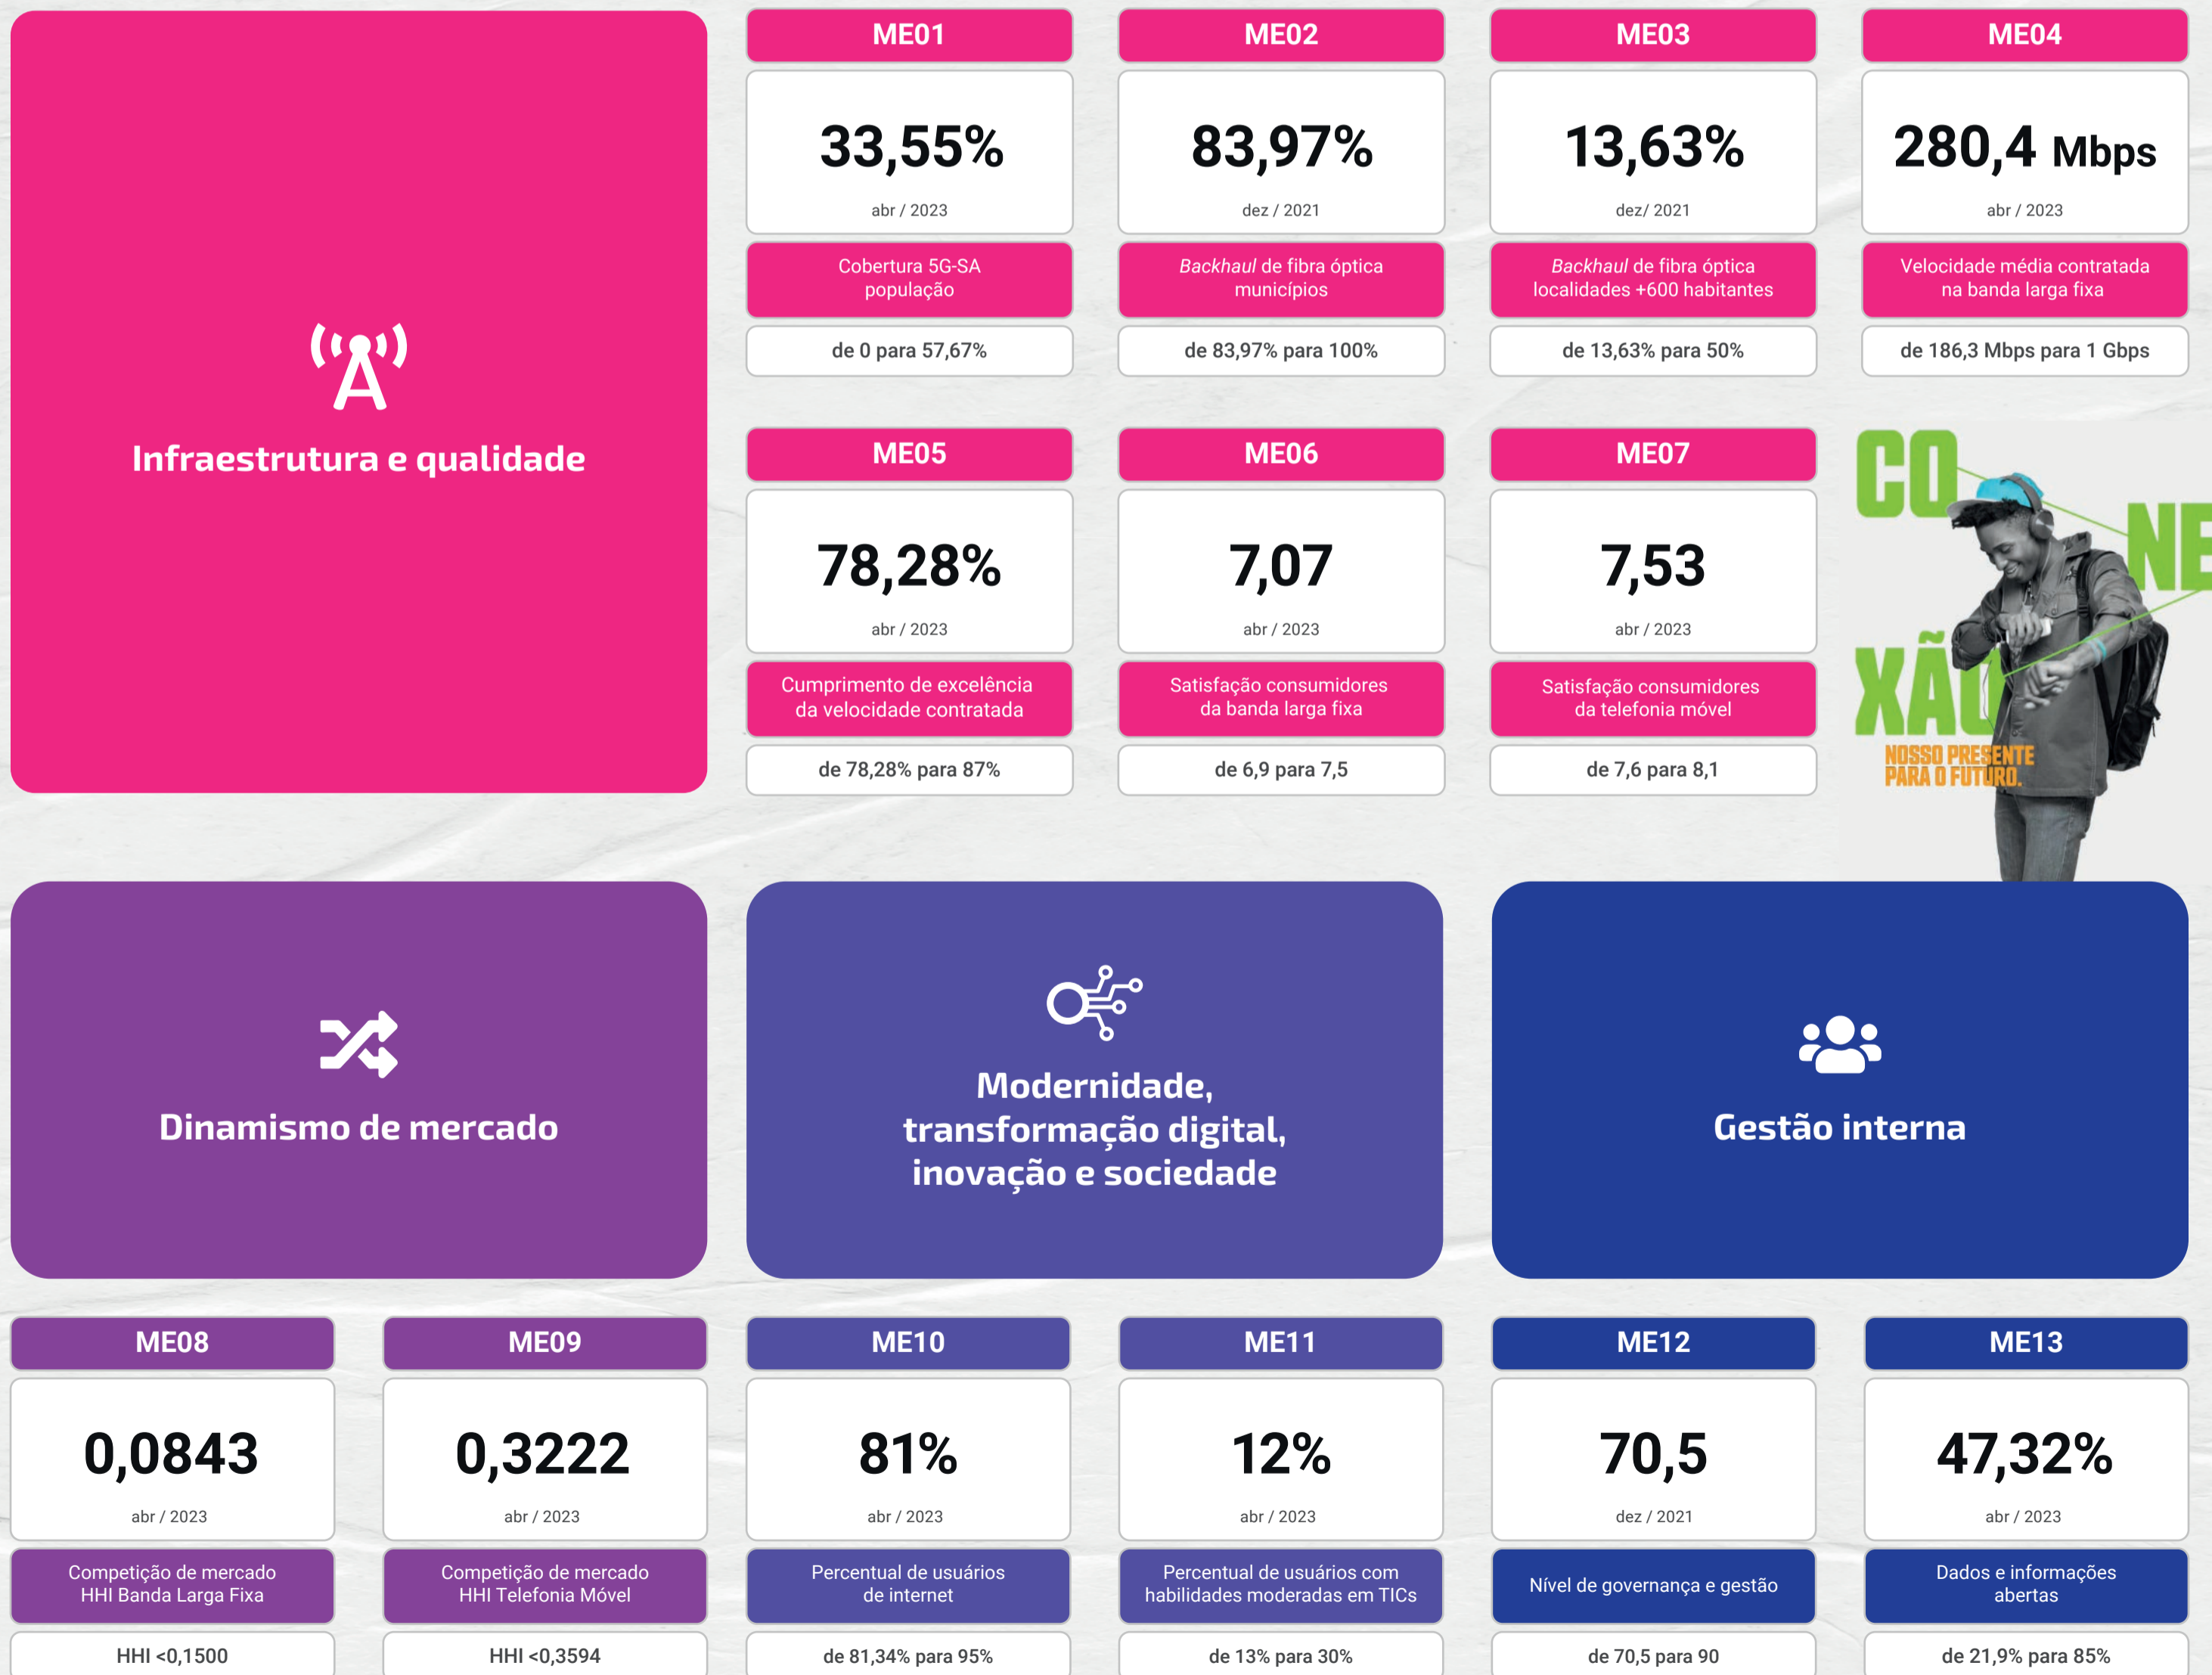 Infraestrutura e qualidade
ME01
33,55%
abr / 2023
Cobertura 5G-SA
população
de 0 para 57,67%
ME02
83,97%
dez / 2021
Backhaul de fibra óptica
municípios
de 83,97% para 100%
ME03
13,63%
dez/ 2021
Backhaul de fibra óptica
localidades +600 habitantes
de 13,63% para 50%
ME04
280,4 Mbps
abr / 2023
Velocidade média contratada
na banda larga fixa
de 186,3 Mbps para 1 Gbps
ME05
78,28%
abr / 2023
Cumprimento de excelência
da velocidade contratada
de 78,28% para 87%
ME06
7,07
abr / 2023
Satisfação consumidores
da banda larga fixa
de 6,9 para 7,5
ME07
7,53
abr / 2023
Satisfação consumidores
da telefonia móvel
de 7,6 para 8,1
CO
NE
XÃO
NOSSO PRESENTE
PARA O FUTURO.
Dinamismo de mercado
Modernidade,
transformação digital,
inovação e sociedade
Gestão interna
ME08
0,0843
abr / 2023
Competição de mercado
HHI Banda Larga Fixa
HHI <0,1500
ME09
0,3222
abr / 2023
Competição de mercado
HHI Telefonia Móvel
HHI <0,3594
ME10
81%
abr / 2023
Percentual de usuários
de internet
de 81,34% para 95%
ME11
12%
abr / 2023
Percentual de usuários com
habilidades moderadas em TICs
de 13% para 30%
ME12
70,5
dez / 2021
Nível de governança e gestão
de 70,5 para 90
ME13
47,32%
abr / 2023
Dados e informações
abertas
de 21,9% para 85%